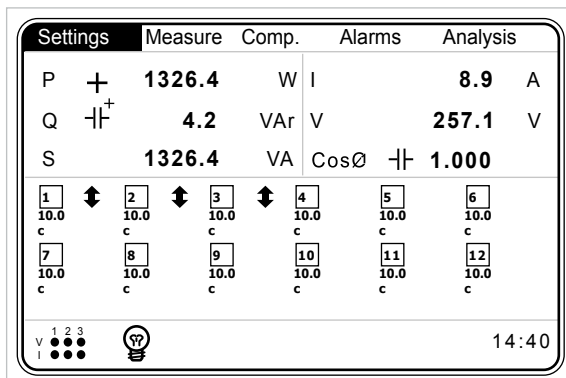 Settings Measure Comp. Alarms Analysis
P 1326.4 W I 8.9 A
Q + 4.2 VAr V 257.1 V
S 1326.4 VA CosØ 1.000
1 2 3 4 5 6
10.0 10.0 10.0 10.0 10.0 10.0
c c c c c c
7 8 9 10 11 12
10.0 10.0 10.0 10.0 10.0 10.0
c c c c c c
1 2 3
V
I
14:40